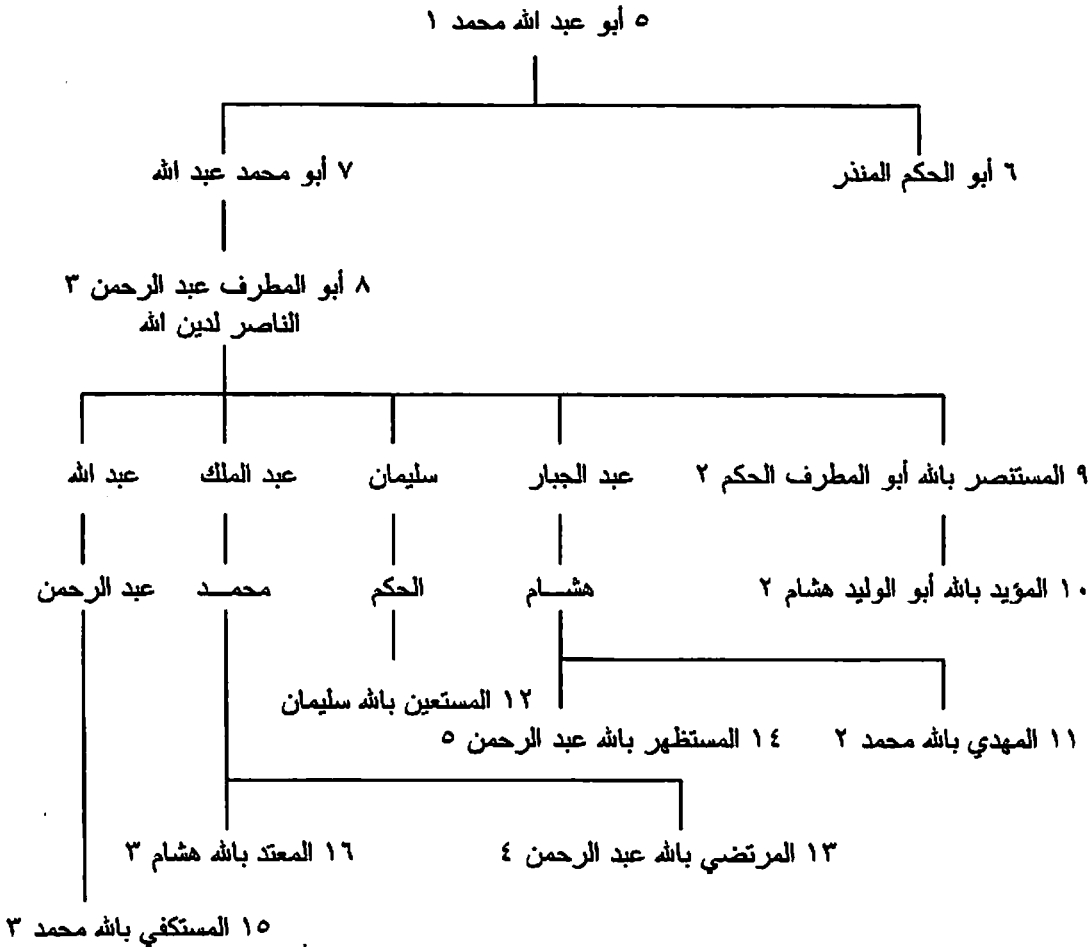 ٥ أبو عبد الله محمد ١
٦ أبو الحكم المنذر
٧ أبو محمد عبد الله
٨ أبو المطرف عبد الرحمن ٣
الناصر لدين الله
٩ المستنصر بالله أبو المطرف الحكم ٢
عبد الجبار
سليمان
عبد الملك
عبد الله
١٠ المؤيد بالله أبو الوليد هشام ٢
هشـــام
الحكم
محمـــد
عبد الرحمن
١٢ المستعين بالله سليمان
١١ المهدي بالله محمد ٢
١٤ المستظهر بالله عبد الرحمن ٥
١٣ المرتضي بالله عبد الرحمن ٤
١٦ المعتد بالله هشام ٣
١٥ المستكفي بالله محمد ٣